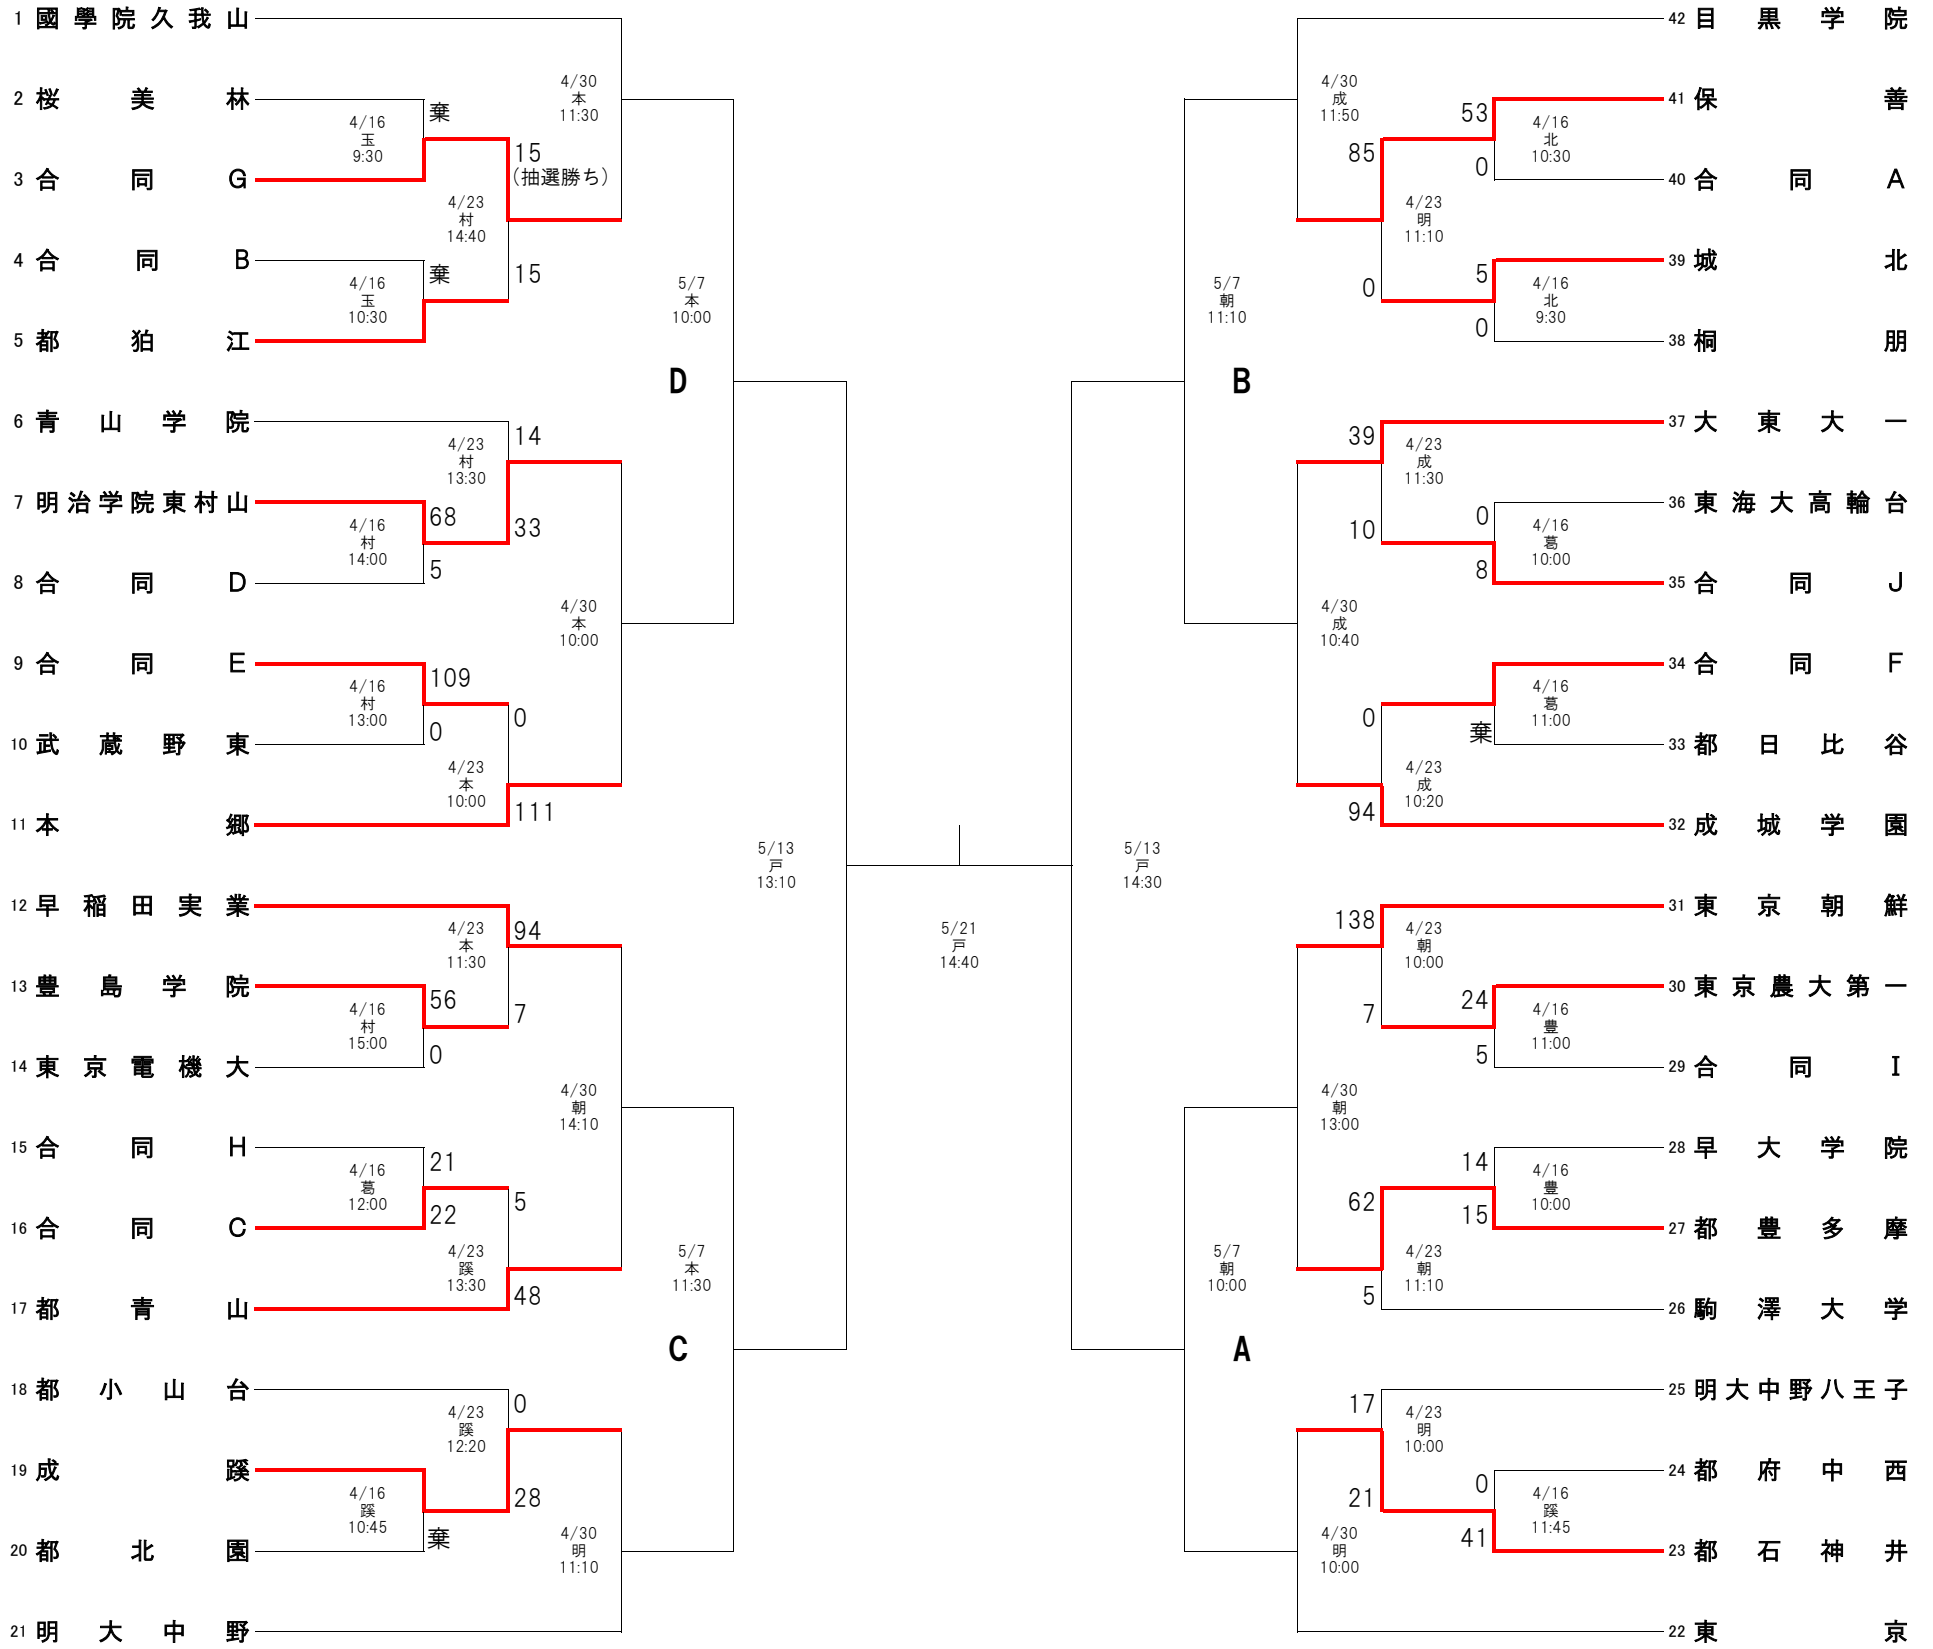 1 國學院久我山
2 桜美林
3 合同G
4 合同B
5 都狛江
6 青山学院
7 明治学院東村山
8 合同D
9 合同E
10 武蔵野東
11 本郷
12 早稲田実業
13 豊島学院
14 東京電機大
15 合同H
16 合同C
17 都青山
18 都小山台
19 成蹊
20 都北園
21 明大中野
4/16
玉
9:30
棄
4/16
玉
10:30
棄
4/16
村
14:00
68
5
4/16
村
13:00
109
0
4/16
村
15:00
56
0
4/16
葛
12:00
21
22
4/16
蹊
10:45
棄
4/23
村
14:40
15
(抽選勝ち)
15
4/23
村
13:30
14
33
4/23
本
10:00
0
111
4/23
本
11:30
94
7
4/23
蹊
13:30
5
48
4/23
蹊
12:20
0
28
4/30
本
11:30
4/30
本
10:00
4/30
朝
14:10
4/30
明
11:10
5/7
本
10:00
D
5/7
本
11:30
C
5/13
戸
13:10
5/21
戸
14:40
5/13
戸
14:30
5/7
朝
11:10
B
5/7
朝
10:00
A
4/30
成
11:50
4/30
成
10:40
4/30
朝
13:00
4/30
明
10:00
85
0
4/23
明
11:10
39
10
4/23
成
11:30
0
94
4/23
成
10:20
138
7
4/23
朝
10:00
62
5
4/23
朝
11:10
17
21
4/23
明
10:00
53
0
4/16
北
10:30
5
0
4/16
北
9:30
0
8
4/16
葛
10:00
棄
4/16
葛
11:00
24
5
4/16
豊
11:00
14
15
4/16
豊
10:00
0
41
4/16
蹊
11:45
42 目黒学院
41 保善
40 合同A
39 城北
38 桐朋
37 大東大一
36 東海大高輪台
35 合同J
34 合同F
33 都日比谷
32 成城学園
31 東京朝鮮
30 東京農大第一
29 合同I
28 早大学院
27 都豊多摩
26 駒澤大学
25 明大中野八王子
24 都府中西
23 都石神井
22 東京